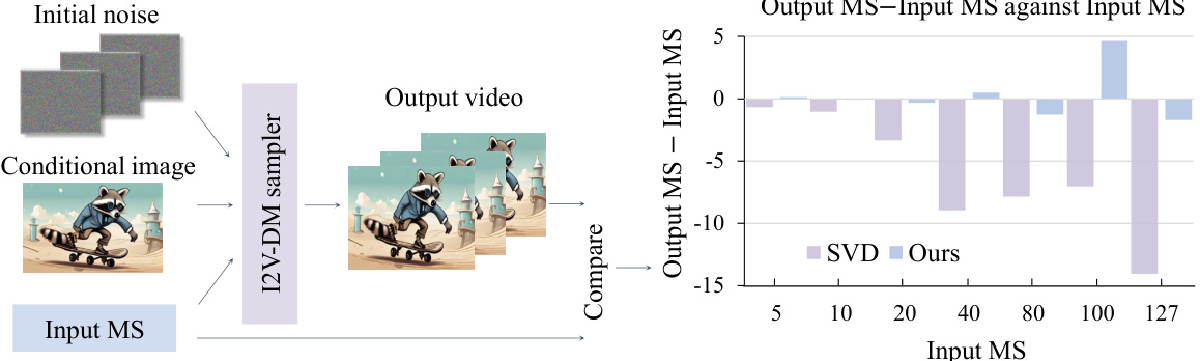 Initial noise
Conditional image
Input MS
I2V-DM sampler
Output video
Compare
Output MS−Input MS against Input MS
Output MS − Input MS
5
0
-5
-10
-15
SVD
Ours
5 10 20 40 80 100 127
Input MS